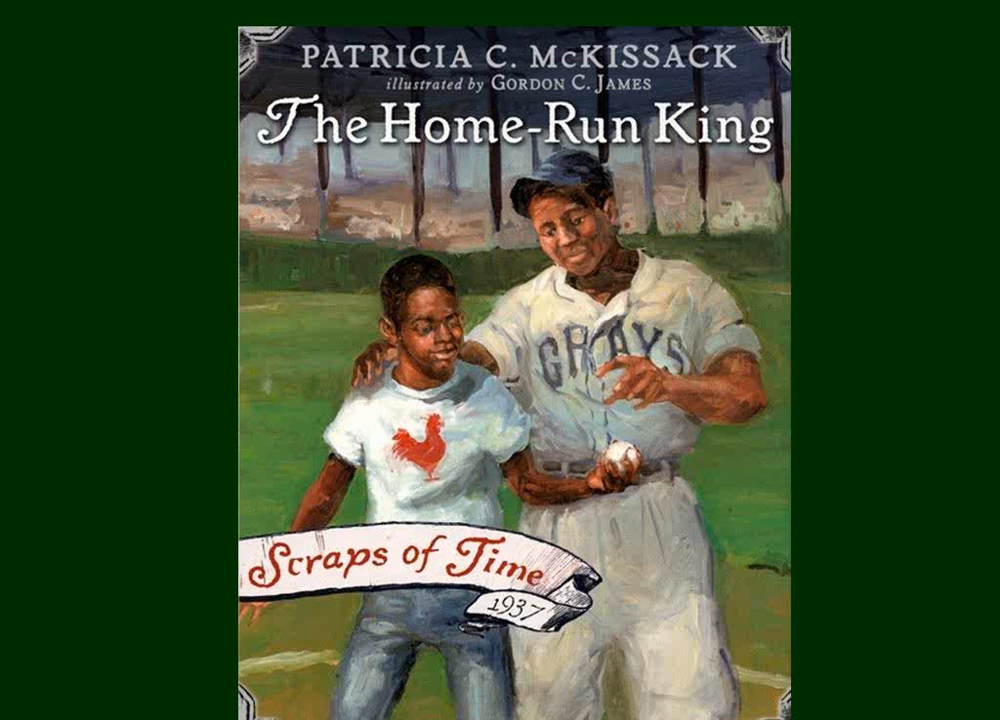 PATRICIA C. McKISSACK
illustrated by GORDON C. JAMES
The Home-Run King
GRAYS
Scraps of Time
1937